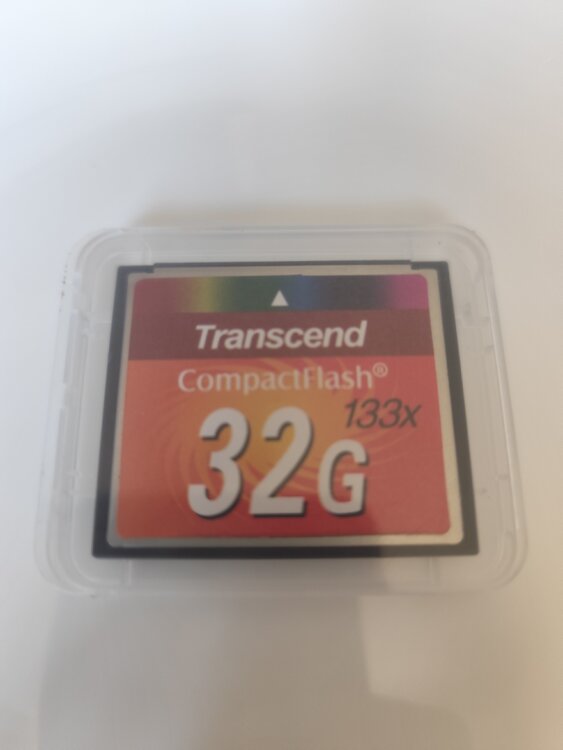 Transcend
CompactFlash®
133x
32G